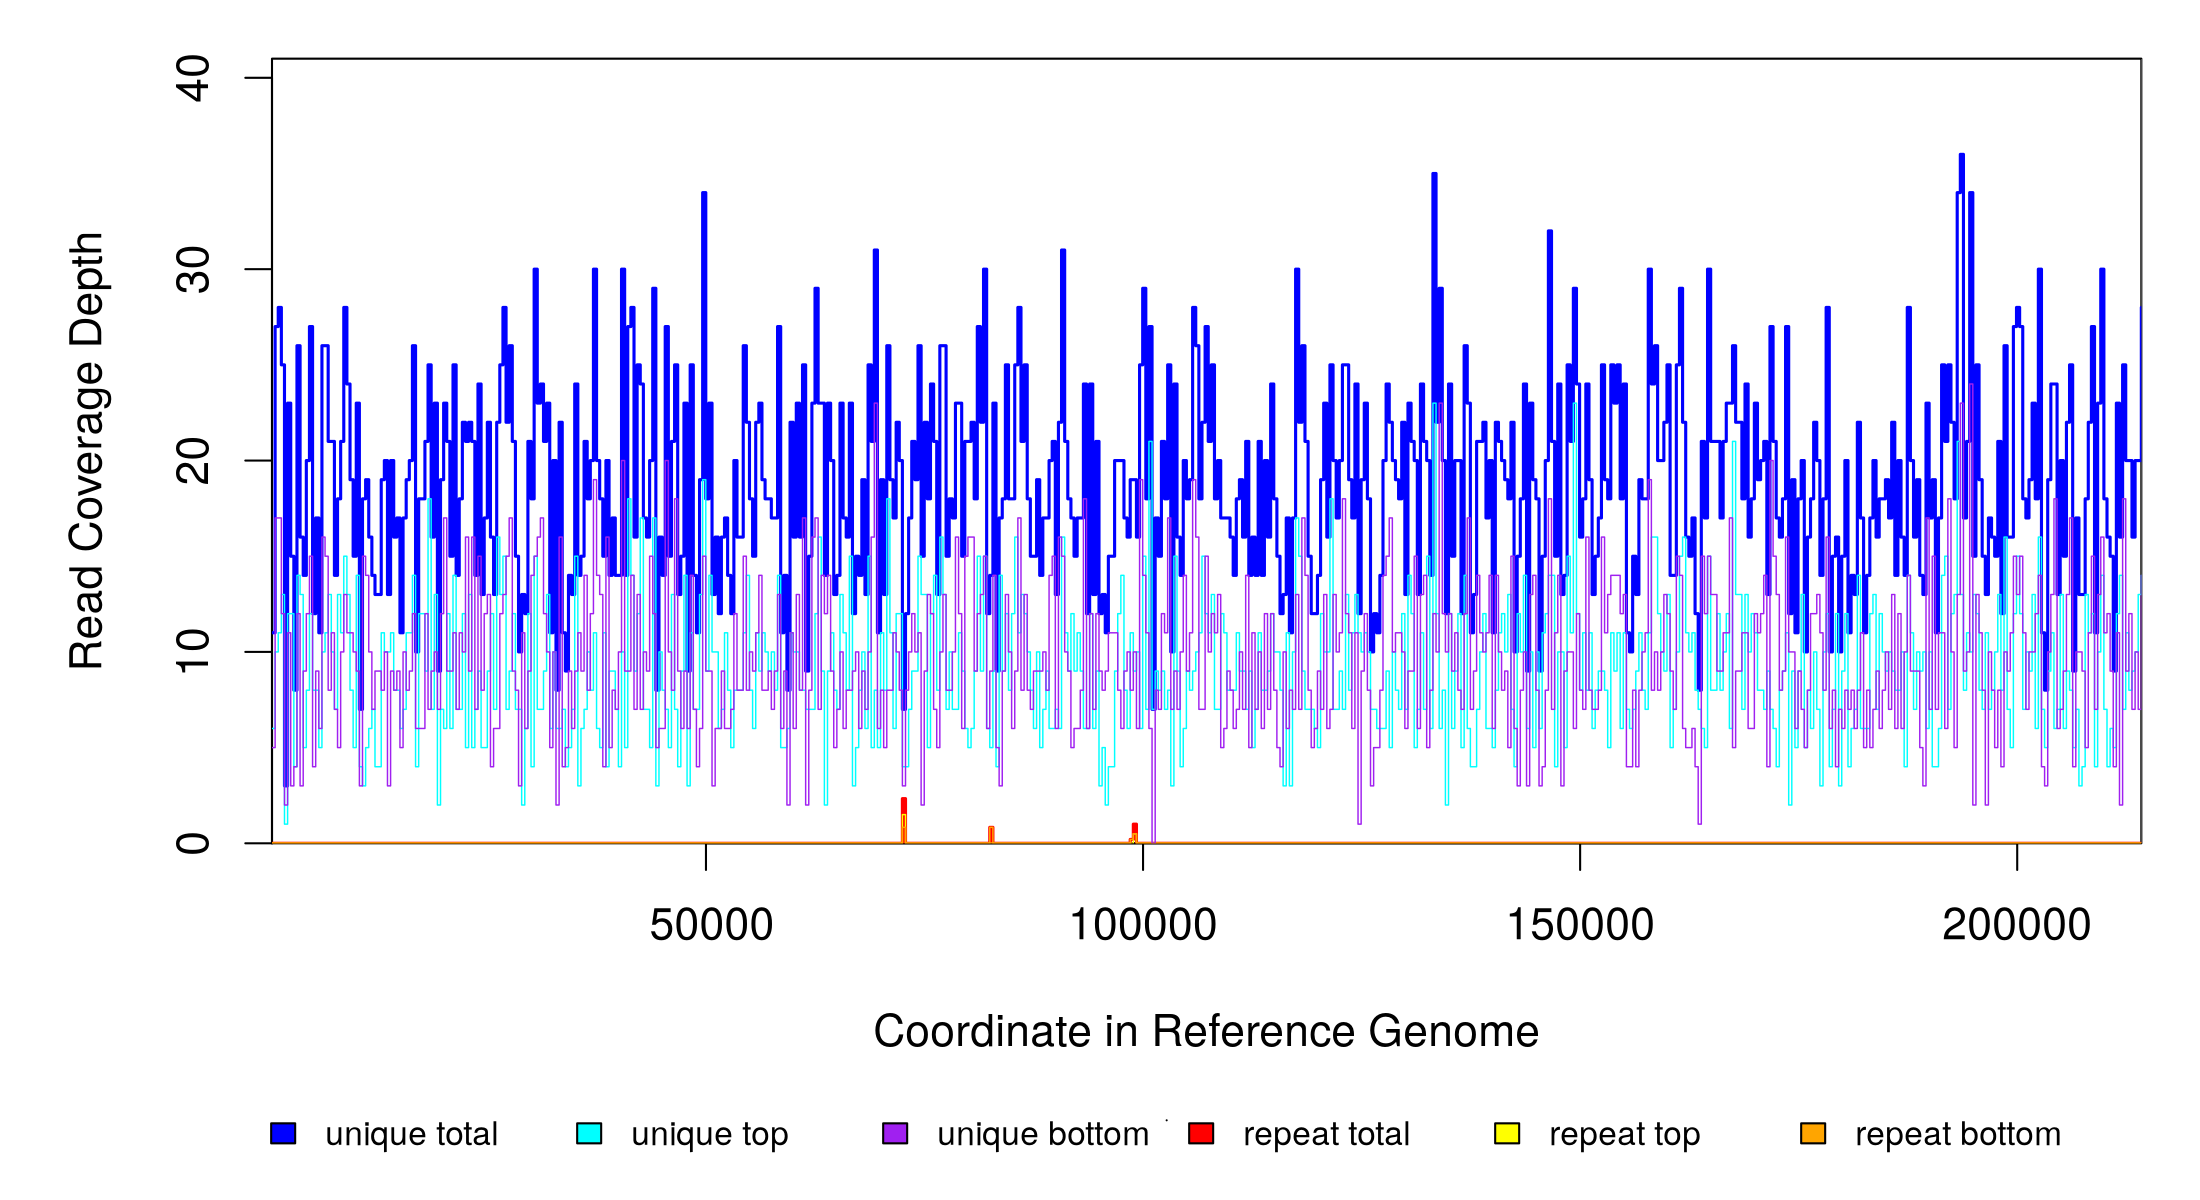 Read Coverage Depth
40
30
20
10
0
50000 100000 150000 200000
Coordinate in Reference Genome
unique total unique top unique bottom repeat total repeat top repeat bottom